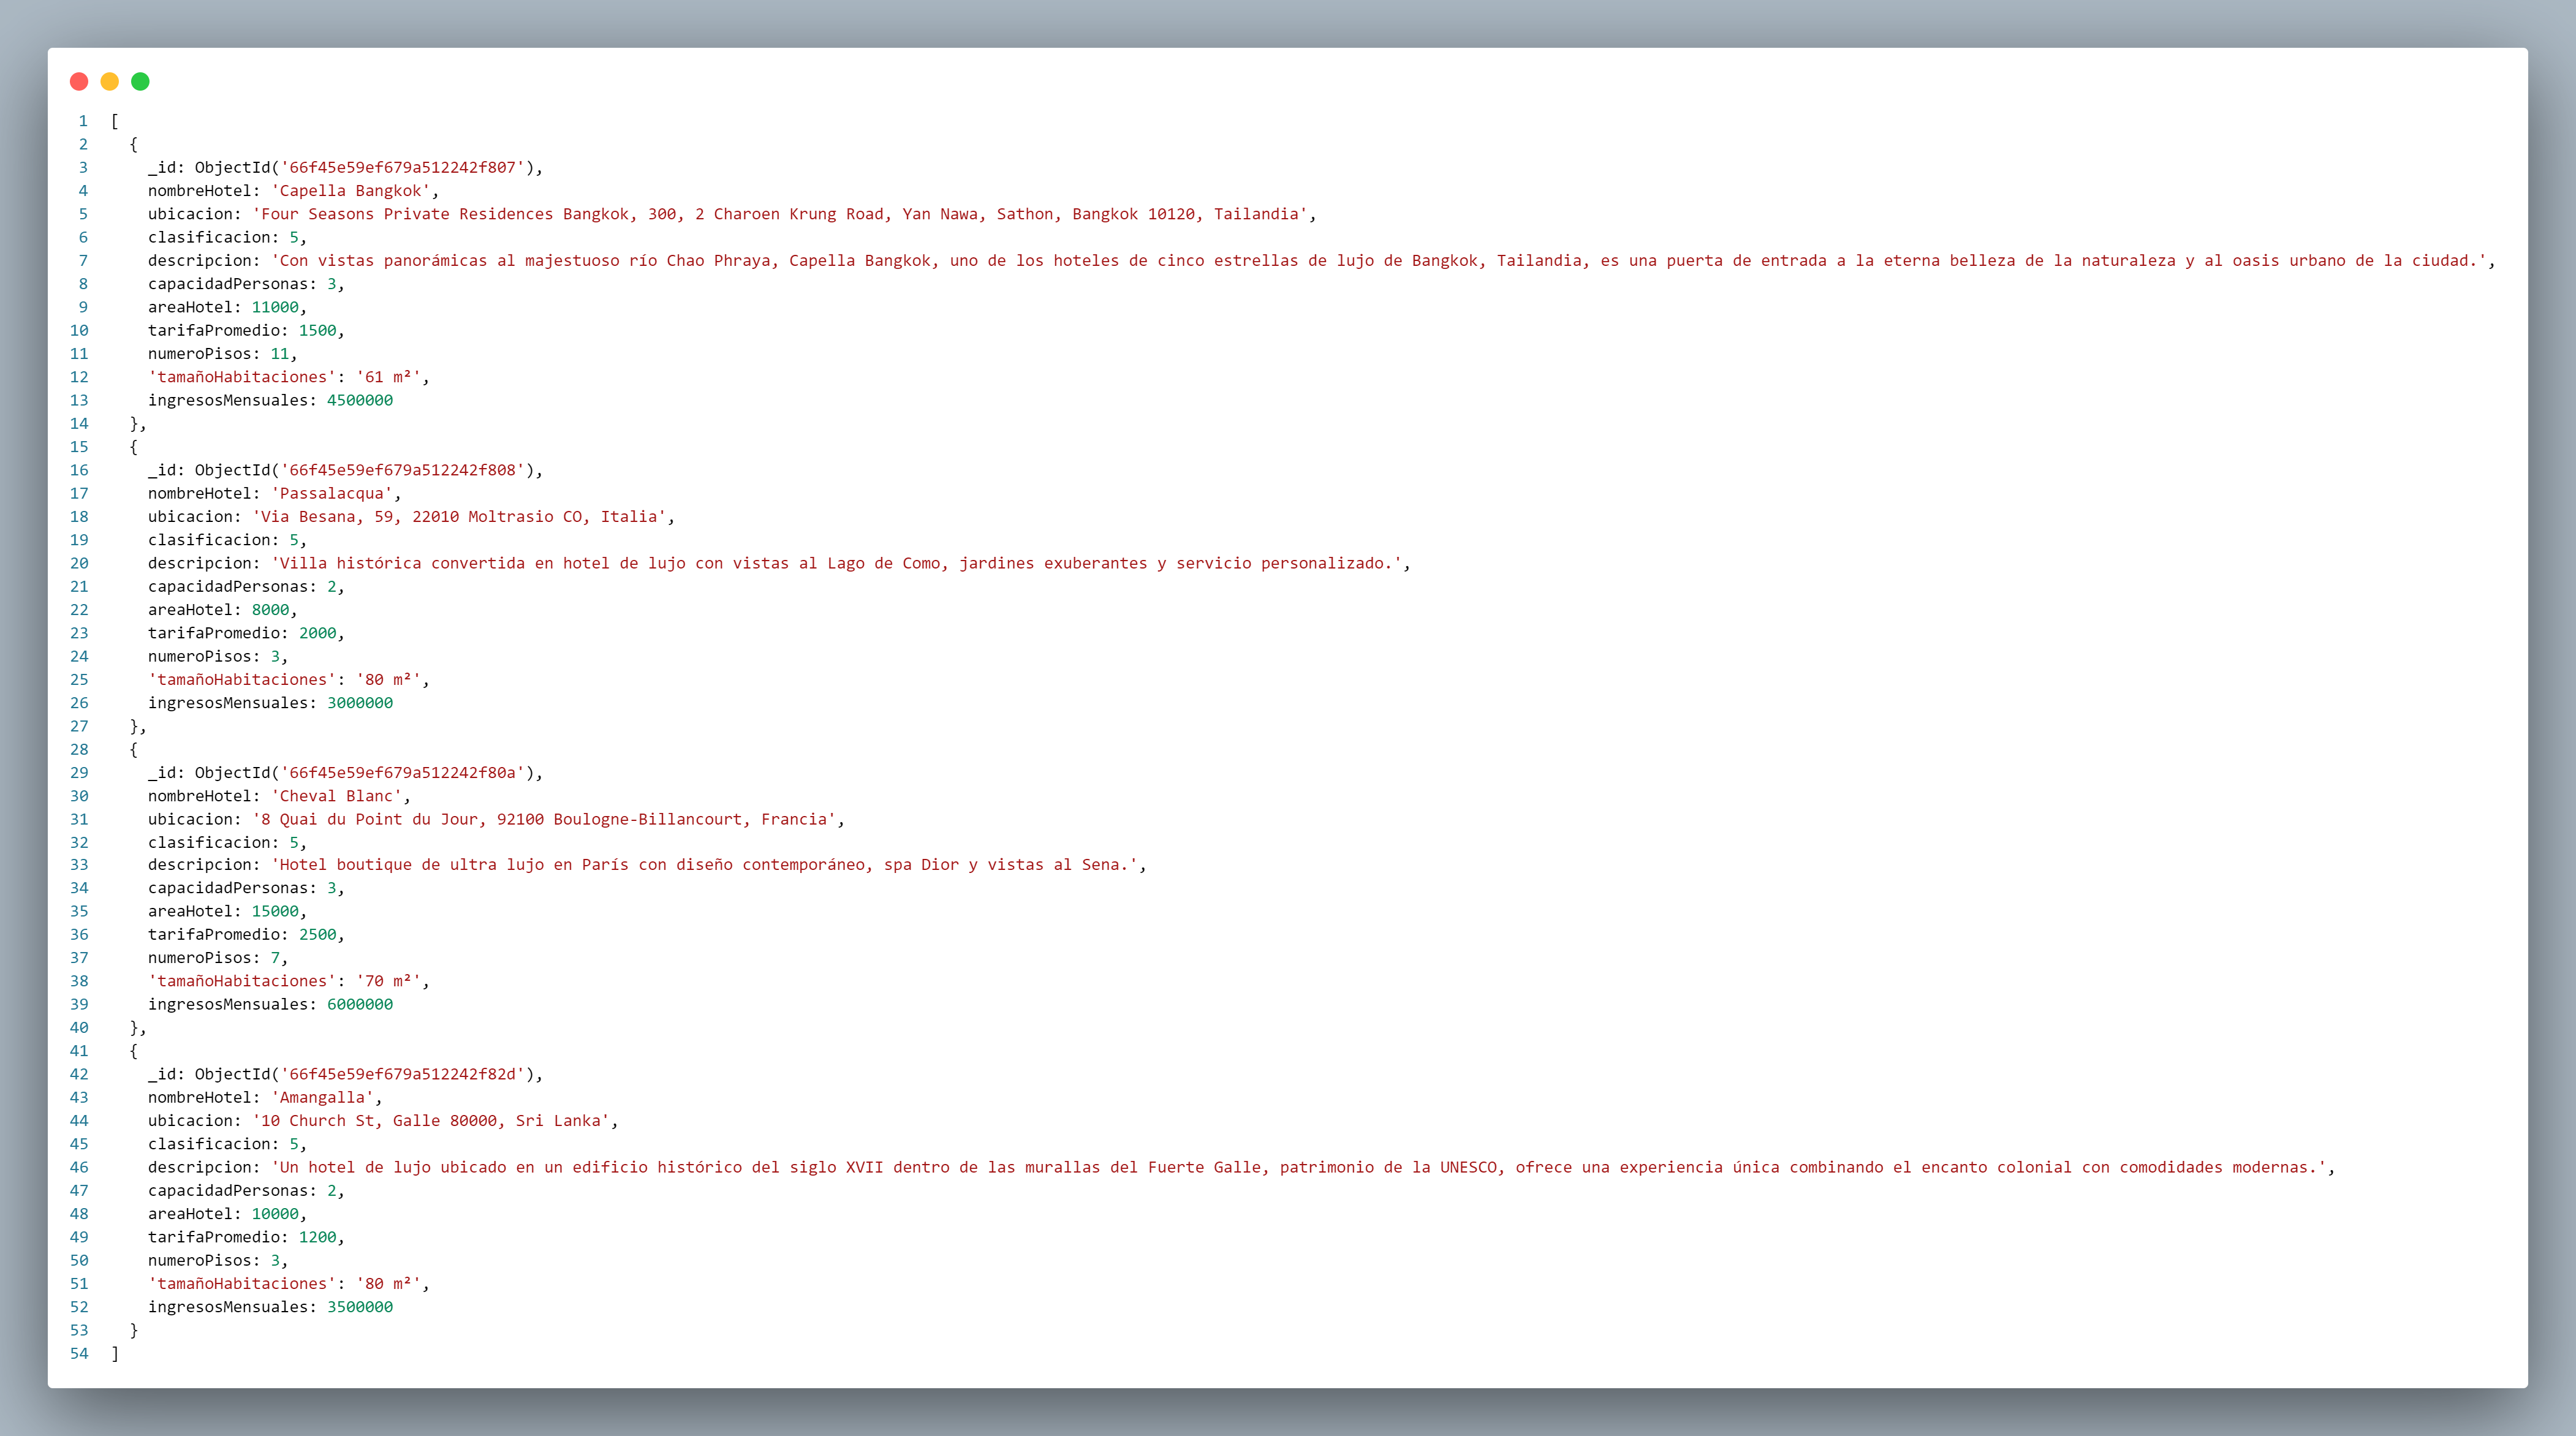 1 [
2   {
3     _id: ObjectId('66f45e59ef679a512242f807'),
4     nombreHotel: 'Capella Bangkok',
5     ubicacion: 'Four Seasons Private Residences Bangkok, 300, 2 Charoen Krung Road, Yan Nawa, Sathon, Bangkok 10120, Tailandia',
6     clasificacion: 5,
7     descripcion: 'Con vistas panorámicas al majestuoso río Chao Phraya, Capella Bangkok, uno de los hoteles de cinco estrellas de lujo de Bangkok, Tailandia, es una puerta de entrada a la eterna belleza de la naturaleza y al oasis urbano de la ciudad.',
8     capacidadPersonas: 3,
9     areaHotel: 11000,
10     tarifaPromedio: 1500,
11     numeroPisos: 11,
12     'tamañoHabitaciones': '61 m²',
13     ingresosMensuales: 4500000
14   },
15   {
16     _id: ObjectId('66f45e59ef679a512242f808'),
17     nombreHotel: 'Passalacqua',
18     ubicacion: 'Via Besana, 59, 22010 Moltrasio CO, Italia',
19     clasificacion: 5,
20     descripcion: 'Villa histórica convertida en hotel de lujo con vistas al Lago de Como, jardines exuberantes y servicio personalizado.',
21     capacidadPersonas: 2,
22     areaHotel: 8000,
23     tarifaPromedio: 2000,
24     numeroPisos: 3,
25     'tamañoHabitaciones': '80 m²',
26     ingresosMensuales: 3000000
27   },
28   {
29     _id: ObjectId('66f45e59ef679a512242f80a'),
30     nombreHotel: 'Cheval Blanc',
31     ubicacion: '8 Quai du Point du Jour, 92100 Boulogne-Billancourt, Francia',
32     clasificacion: 5,
33     descripcion: 'Hotel boutique de ultra lujo en París con diseño contemporáneo, spa Dior y vistas al Sena.',
34     capacidadPersonas: 3,
35     areaHotel: 15000,
36     tarifaPromedio: 2500,
37     numeroPisos: 7,
38     'tamañoHabitaciones': '70 m²',
39     ingresosMensuales: 6000000
40   },
41   {
42     _id: ObjectId('66f45e59ef679a512242f82d'),
43     nombreHotel: 'Amangalla',
44     ubicacion: '10 Church St, Galle 80000, Sri Lanka',
45     clasificacion: 5,
46     descripcion: 'Un hotel de lujo ubicado en un edificio histórico del siglo XVII dentro de las murallas del Fuerte Galle, patrimonio de la UNESCO, ofrece una experiencia única combinando el encanto colonial con comodidades modernas.',
47     capacidadPersonas: 2,
48     areaHotel: 10000,
49     tarifaPromedio: 1200,
50     numeroPisos: 3,
51     'tamañoHabitaciones': '80 m²',
52     ingresosMensuales: 3500000
53   }
54 ]